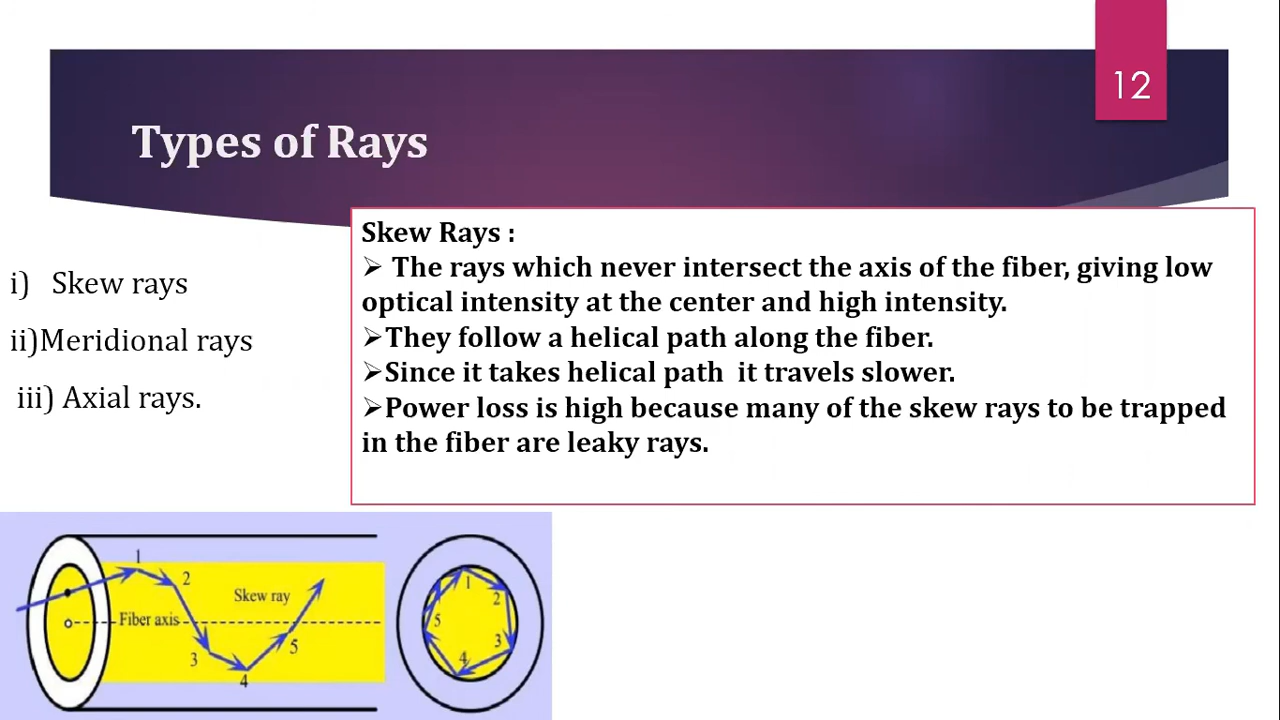 12
Types of Rays
i) Skew rays
ii)Meridional rays
iii) Axial rays.
Skew Rays :
➢ The rays which never intersect the axis of the fiber, giving low
optical intensity at the center and high intensity.
➢They follow a helical path along the fiber.
➢Since it takes helical path it travels slower.
➢Power loss is high because many of the skew rays to be trapped
in the fiber are leaky rays.
1
2
Skew ray
Fiber axis
3
4
5
1
2
3
4
5